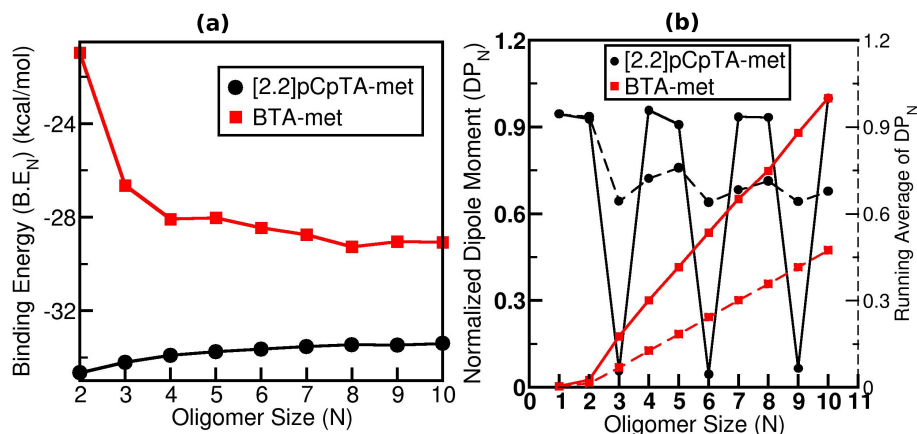 (a)
Binding Energy (B.E_N) (kcal/mol)
-24
-28
-32
[2.2]pCpTA-met
BTA-met
2 3 4 5 6 7 8 9 10
Oligomer Size (N)
(b)
Normalized Dipole Moment (DP_N)
1.2
0.9
0.6
0.3
0
[2.2]pCpTA-met
BTA-met
0 1 2 3 4 5 6 7 8 9 10 11
Oligomer Size (N)
1.2
0.9
0.6
0.3
0
Running Average of DP_N